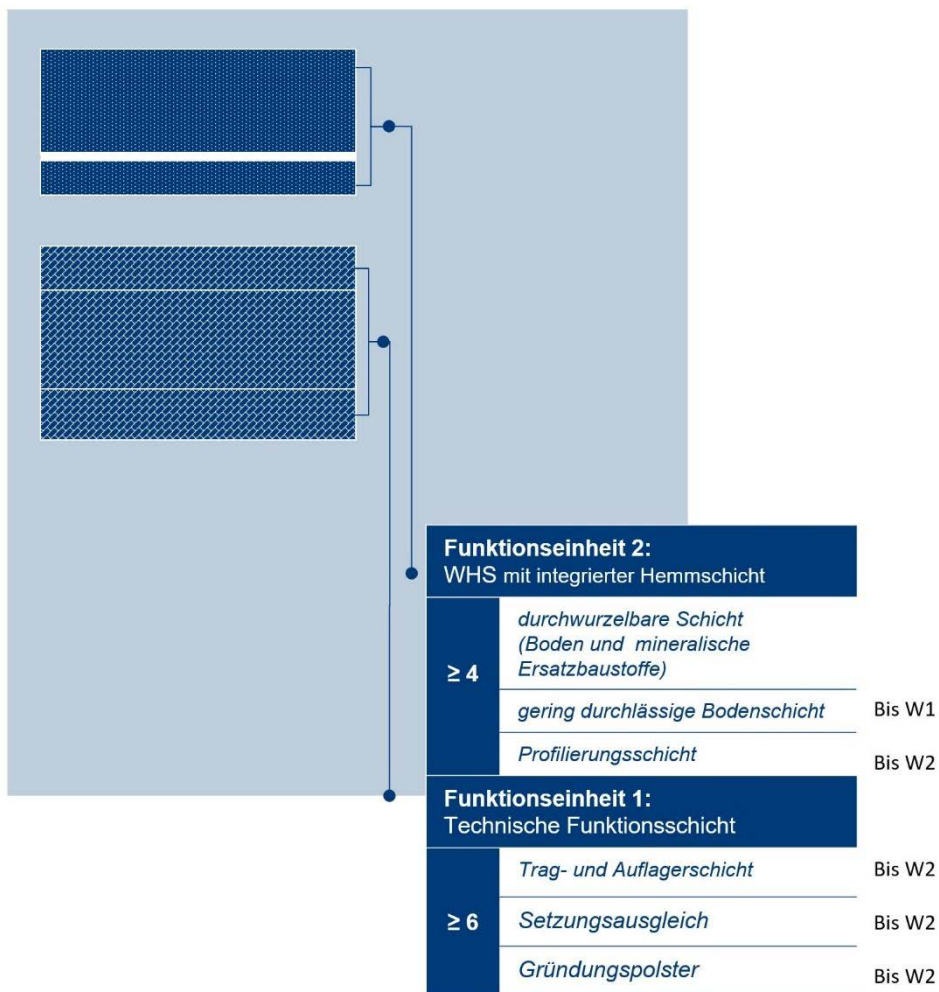 Funktionseinheit 2:
WHS mit integrierter Hemmschicht
≥ 4
durchwurzelbare Schicht
(Boden und mineralische
Ersatzbaustoffe)
gering durchlässige Bodenschicht
Bis W1
Profilierungsschicht
Bis W2
Funktionseinheit 1:
Technische Funktionsschicht
≥ 6
Trag- und Auflagerschicht
Bis W2
Setzungsausgleich
Bis W2
Gründungspolster
Bis W2